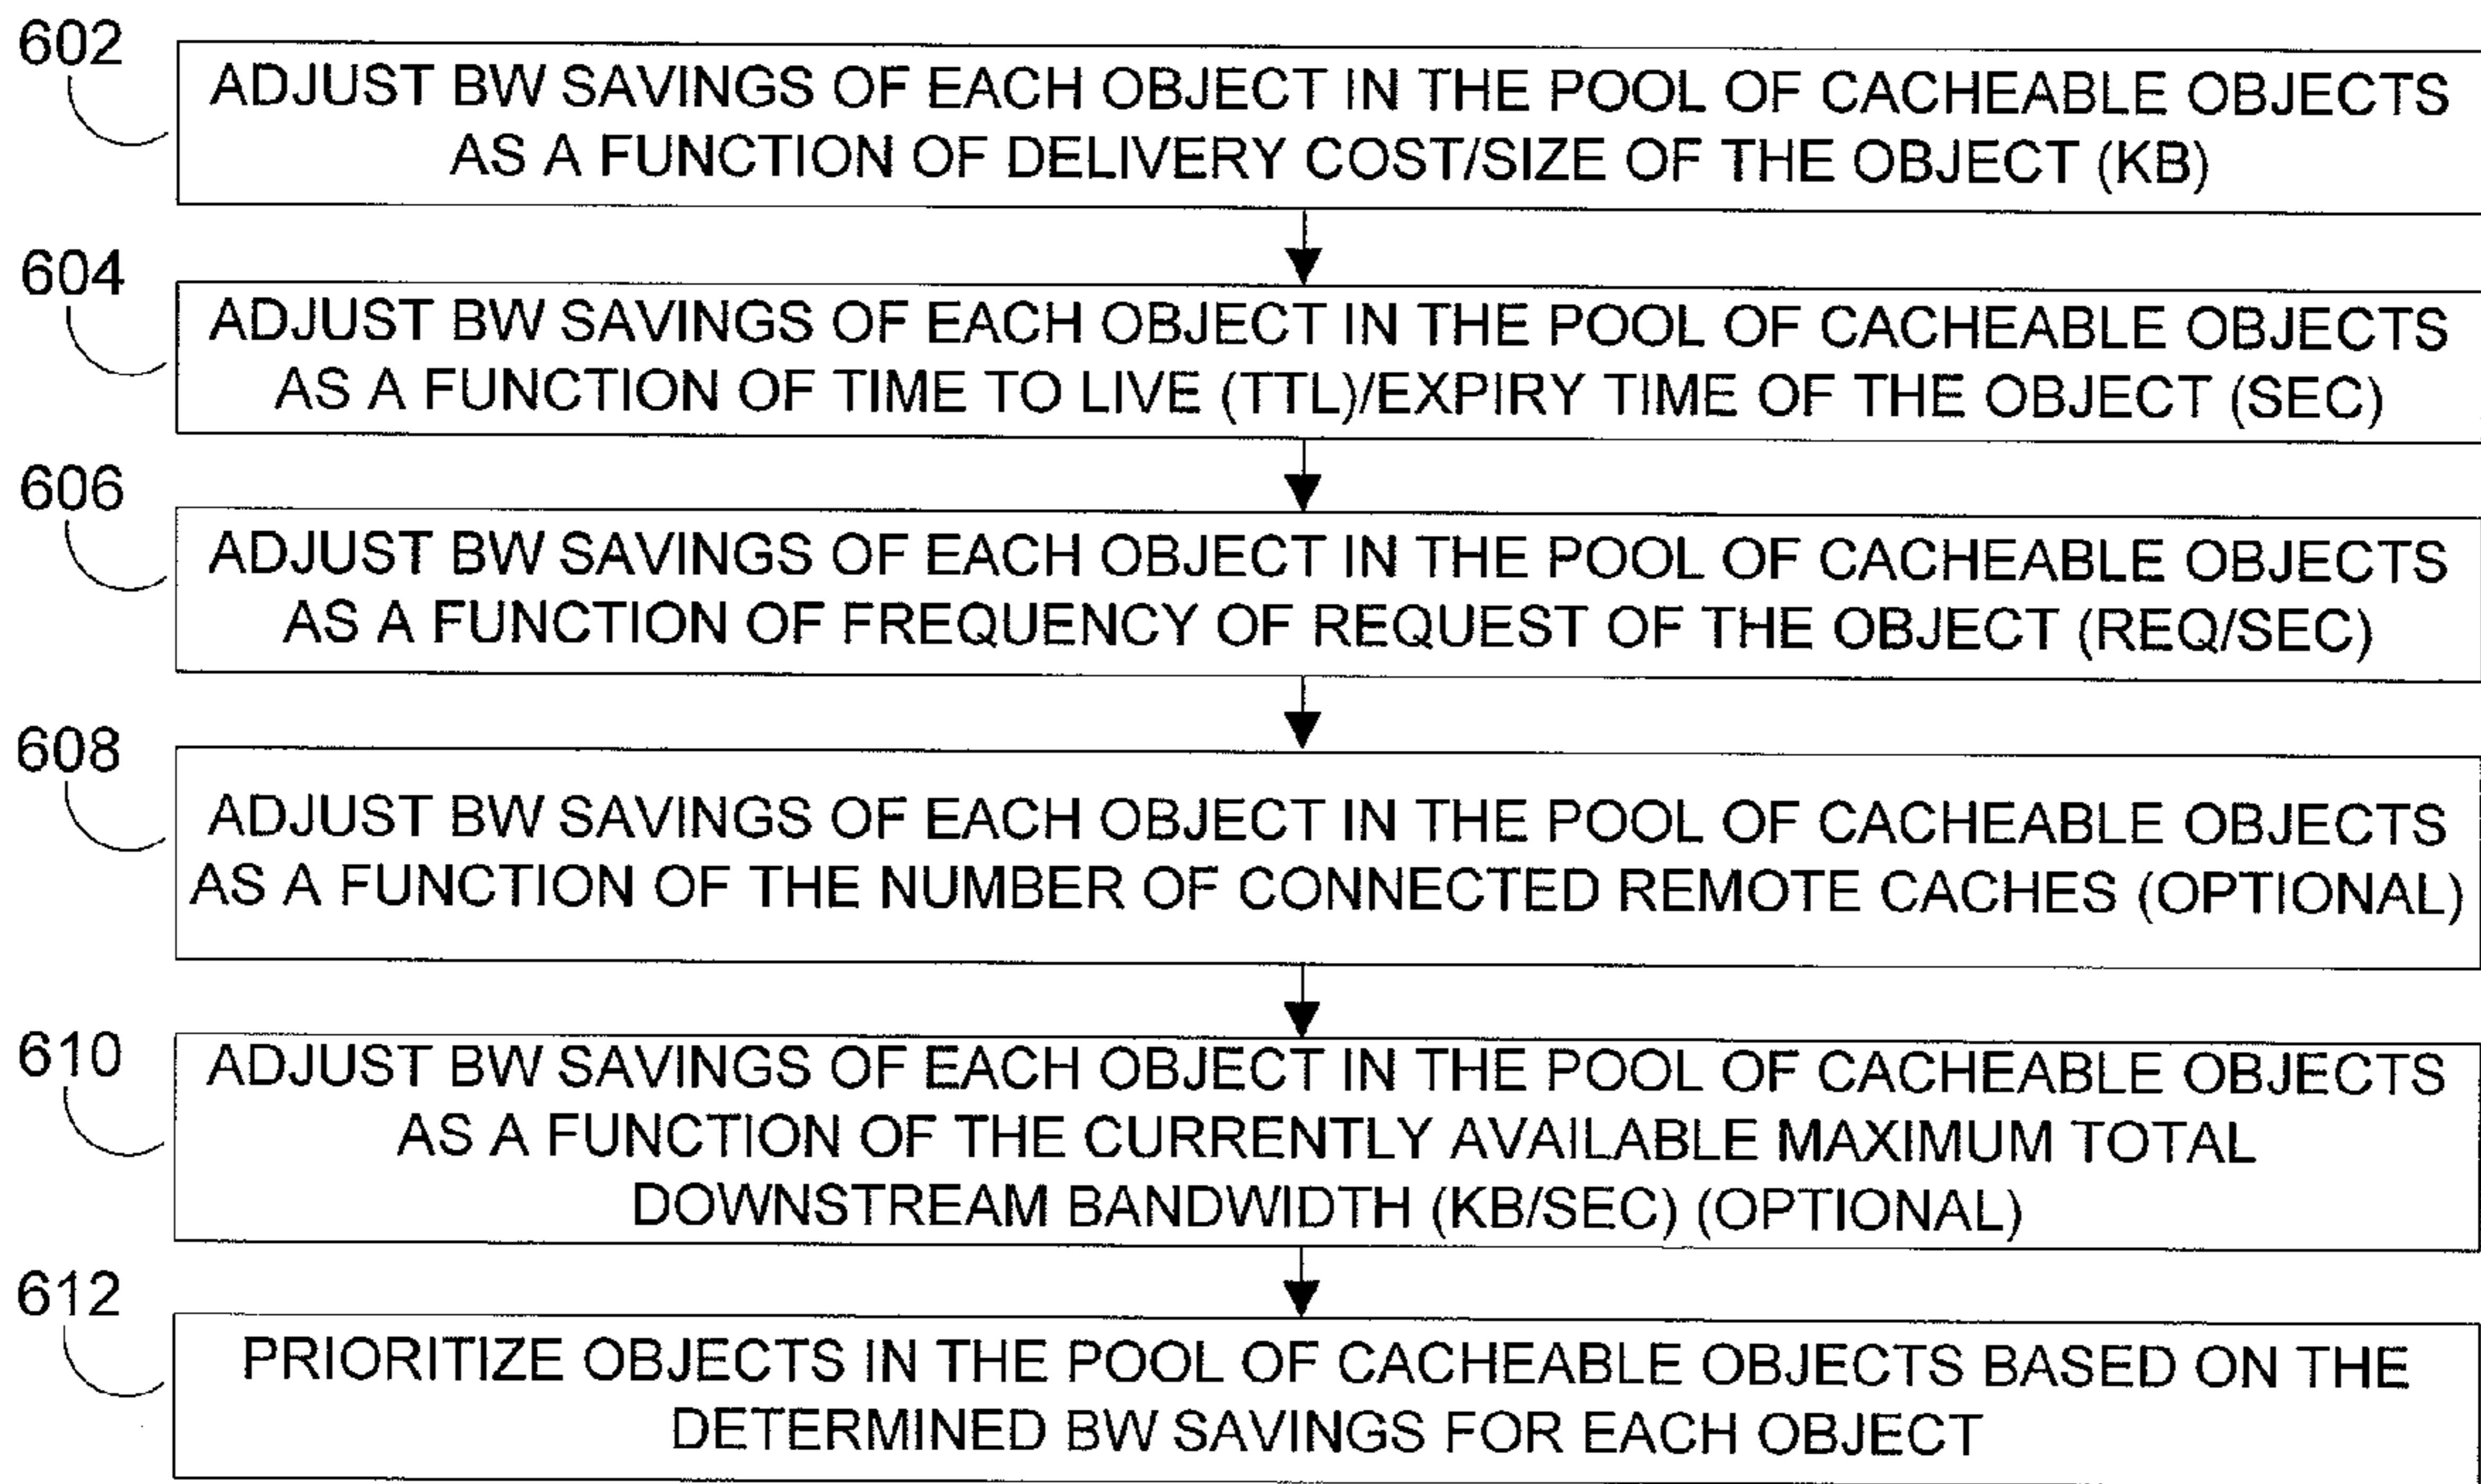 602
ADJUST BW SAVINGS OF EACH OBJECT IN THE POOL OF CACHEABLE OBJECTS
AS A FUNCTION OF DELIVERY COST/SIZE OF THE OBJECT (KB)
604
ADJUST BW SAVINGS OF EACH OBJECT IN THE POOL OF CACHEABLE OBJECTS
AS A FUNCTION OF TIME TO LIVE (TTL)/EXPIRY TIME OF THE OBJECT (SEC)
606
ADJUST BW SAVINGS OF EACH OBJECT IN THE POOL OF CACHEABLE OBJECTS
AS A FUNCTION OF FREQUENCY OF REQUEST OF THE OBJECT (REQ/SEC)
608
ADJUST BW SAVINGS OF EACH OBJECT IN THE POOL OF CACHEABLE OBJECTS
AS A FUNCTION OF THE NUMBER OF CONNECTED REMOTE CACHES (OPTIONAL)
610
ADJUST BW SAVINGS OF EACH OBJECT IN THE POOL OF CACHEABLE OBJECTS
AS A FUNCTION OF THE CURRENTLY AVAILABLE MAXIMUM TOTAL
DOWNSTREAM BANDWIDTH (KB/SEC) (OPTIONAL)
612
PRIORITIZE OBJECTS IN THE POOL OF CACHEABLE OBJECTS BASED ON THE
DETERMINED BW SAVINGS FOR EACH OBJECT